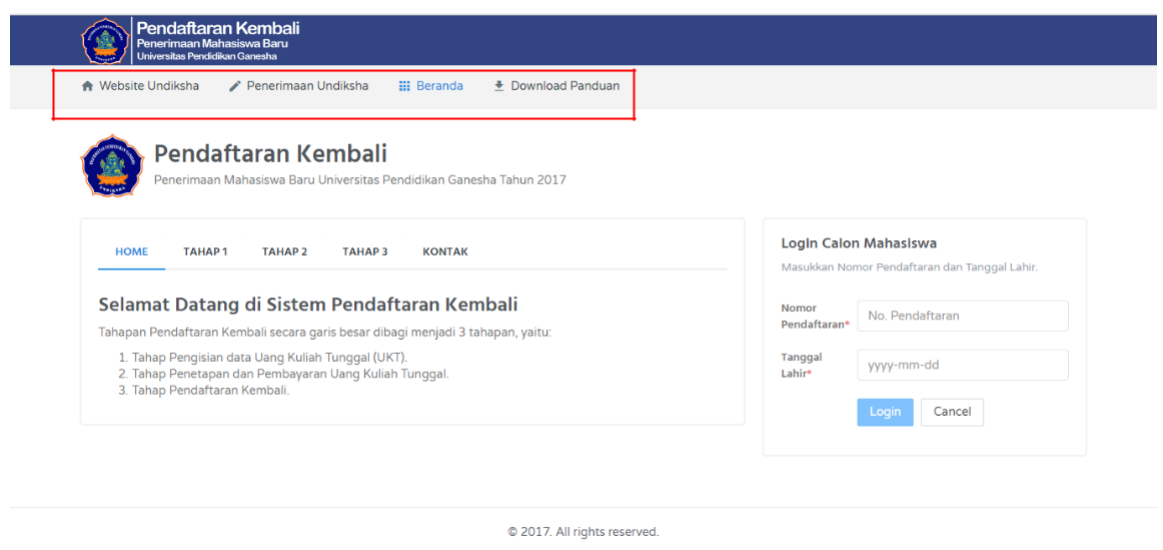 Pendaftaran Kembali
Penerimaan Mahasiswa Baru
Universitas Pendidikan Ganesha
Website Undiksha Penerimaan Undiksha Beranda Download Panduan
Pendaftaran Kembali
Penerimaan Mahasiswa Baru Universitas Pendidikan Ganesha Tahun 2017
HOME TAHAP 1 TAHAP 2 TAHAP 3 KONTAK
Selamat Datang di Sistem Pendaftaran Kembali
Tahapan Pendaftaran Kembali secara garis besar dibagi menjadi 3 tahapan, yaitu:
1. Tahap Pengisian data Uang Kuliah Tunggal (UKT).
2. Tahap Penetapan dan Pembayaran Uang Kuliah Tunggal.
3. Tahap Pendaftaran Kembali.
Login Calon Mahasiswa
Masukkan Nomor Pendaftaran dan Tanggal Lahir.
Nomor
Pendaftaran*
No. Pendaftaran
Tanggal
Lahir*
yyyy-mm-dd
Login Cancel
© 2017. All rights reserved.